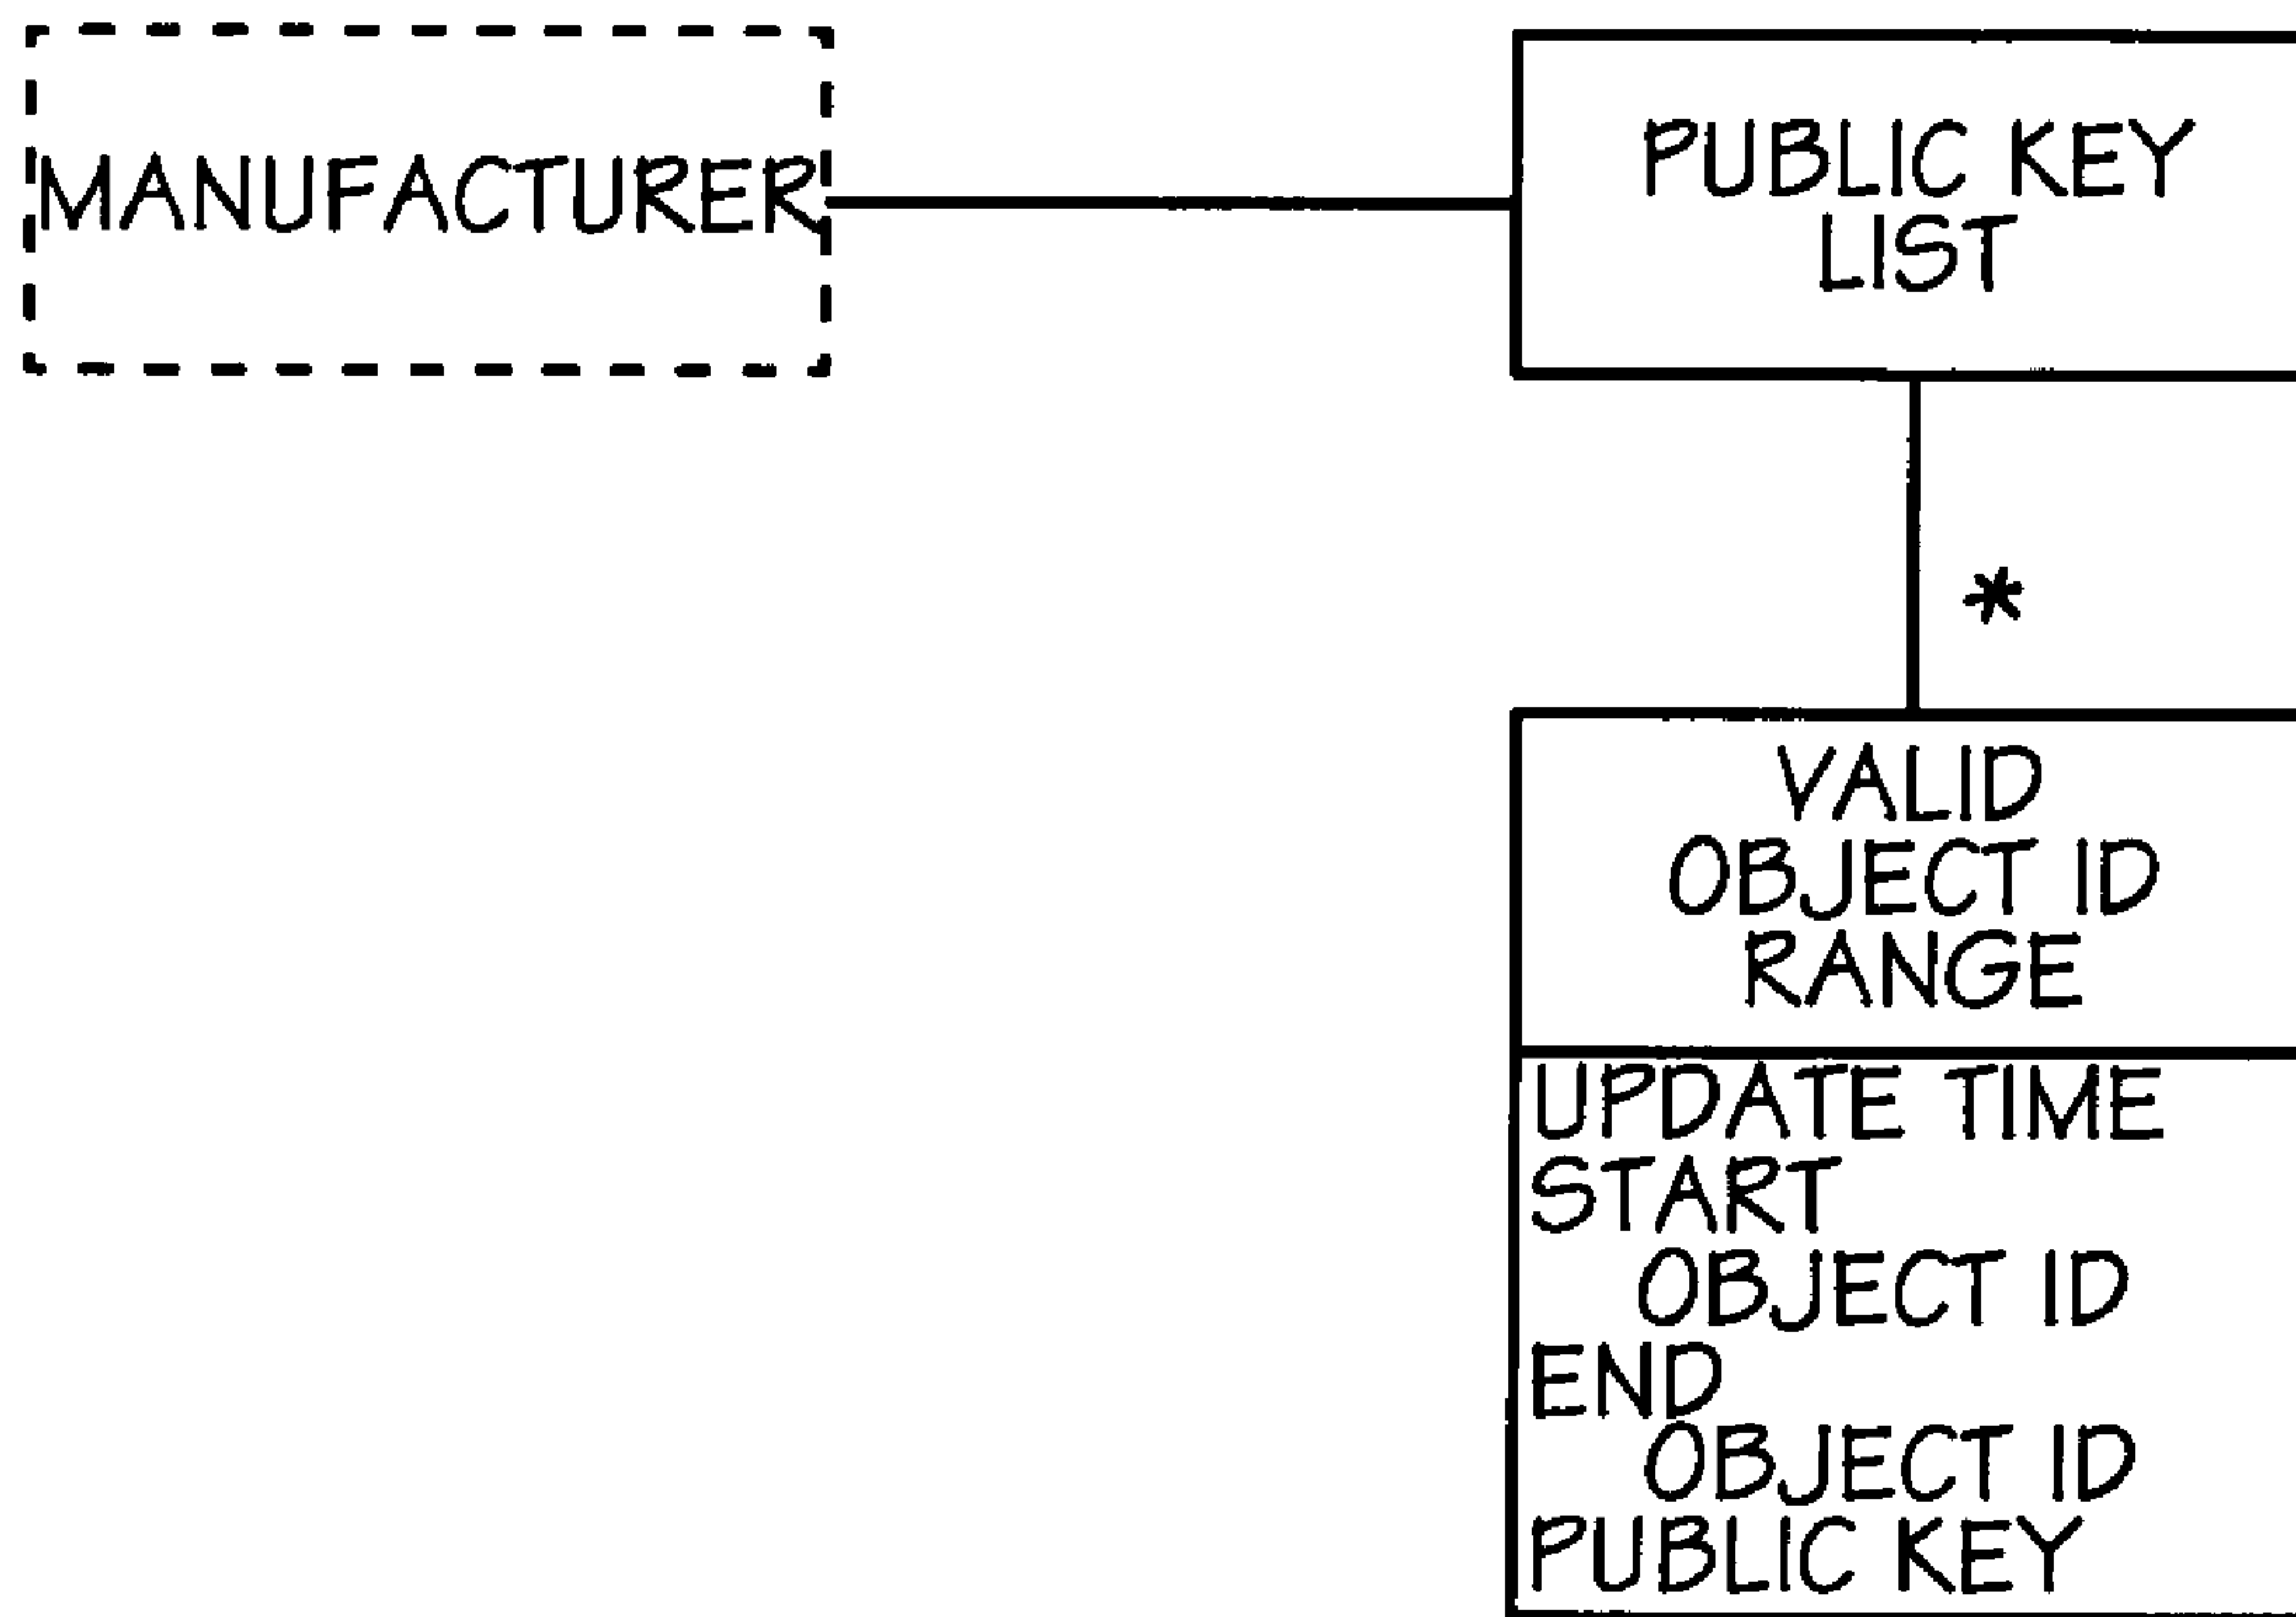 MANUFACTURER
PUBLIC KEY
LIST
*
VALID
OBJECT ID
RANGE
UPDATE TIME
START
OBJECT ID
END
OBJECT ID
PUBLIC KEY